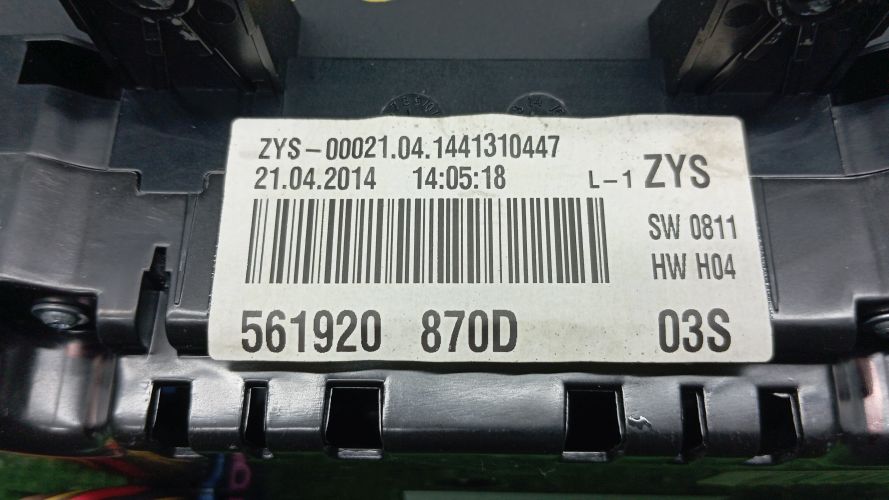 ZYS-00021.04.1441310447
21.04.2014 14:05:18 L-1 ZYS
SW 0811
HW H04
561920 870D 03S